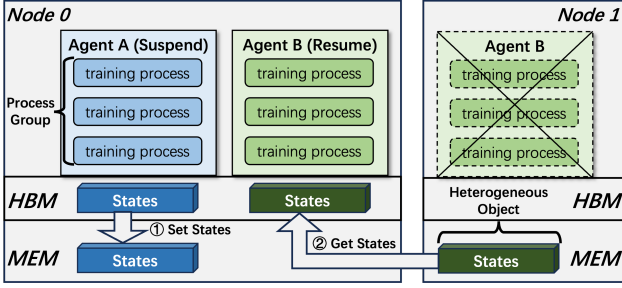 Node 0
Node 1
Agent A (Suspend)
Agent B (Resume)
Agent B
training process
training process
training process
Process
Group
training process
training process
training process
training process
training process
training process
HBM
States
States
Heterogeneous
Object
HBM
① Set States
② Get States
MEM
States
States
MEM